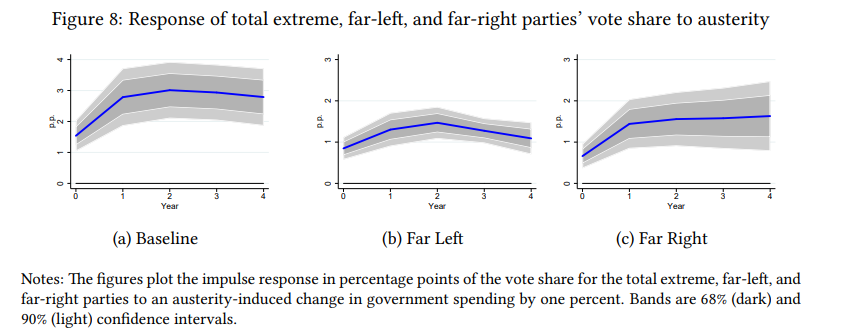 Figure 8: Response of total extreme, far-left, and far-right parties' vote share to austerity
4
3
2
1
0
p.p.
0 1 2 3 4
Year
3
2
1
0
p.p.
0 1 2 3 4
Year
3
2
1
0
p.p.
0 1 2 3 4
Year
(a) Baseline
(b) Far Left
(c) Far Right
Notes: The figures plot the impulse response in percentage points of the vote share for the total extreme, far-left, and
far-right parties to an austerity-induced change in government spending by one percent. Bands are 68% (dark) and
90% (light) confidence intervals.